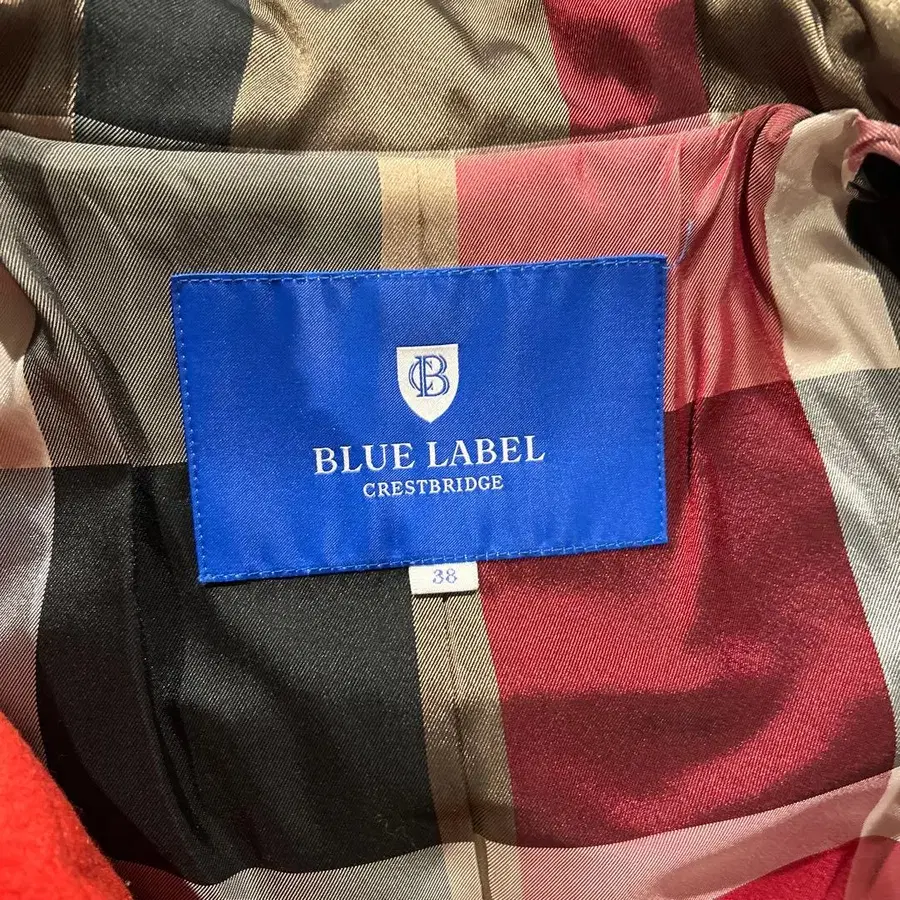 CB
BLUE LABEL
CRESTBRIDGE
38